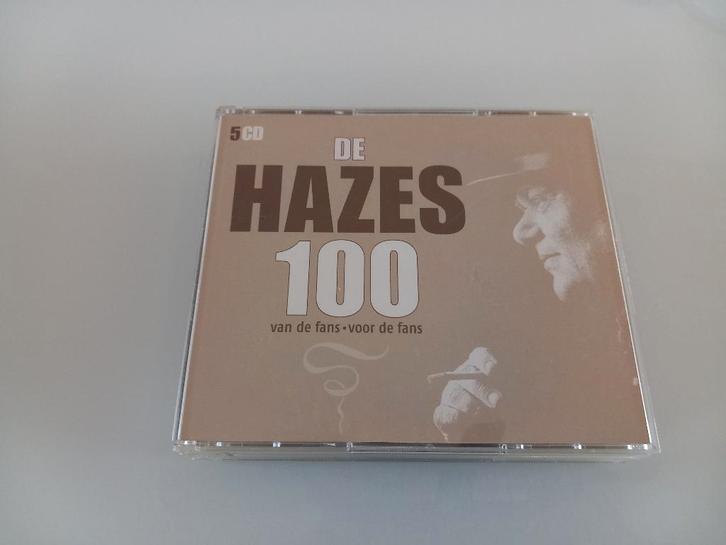 5CD
DE
HAZES
100
van de fans • voor de fans